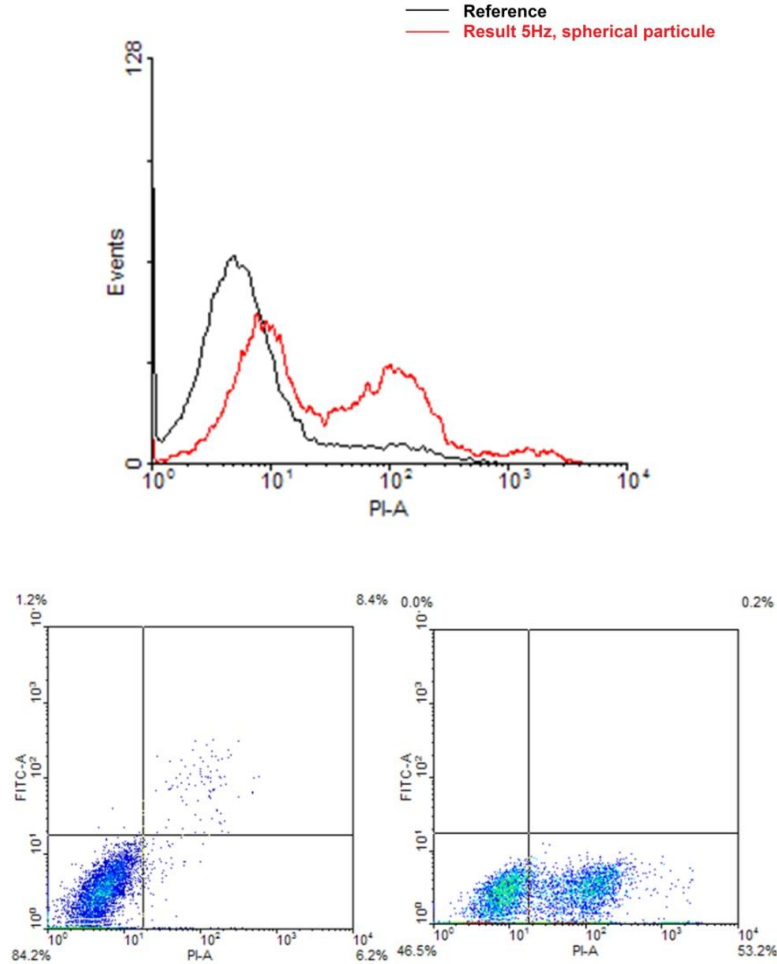 Reference
Result 5Hz, spherical particule
128
Events
0
10⁰ 10¹ 10² 10³ 10⁴
PI-A
1.2% 8.4%
10³
10²
10¹
10⁰
FITC-A
10⁰ 10¹ 10² 10³ 10⁴
84.2% PI-A 6.2%
0.0% 0.2%
10³
10²
10¹
10⁰
FITC-A
10⁰ 10¹ 10² 10³ 10⁴
46.5% PI-A 53.2%